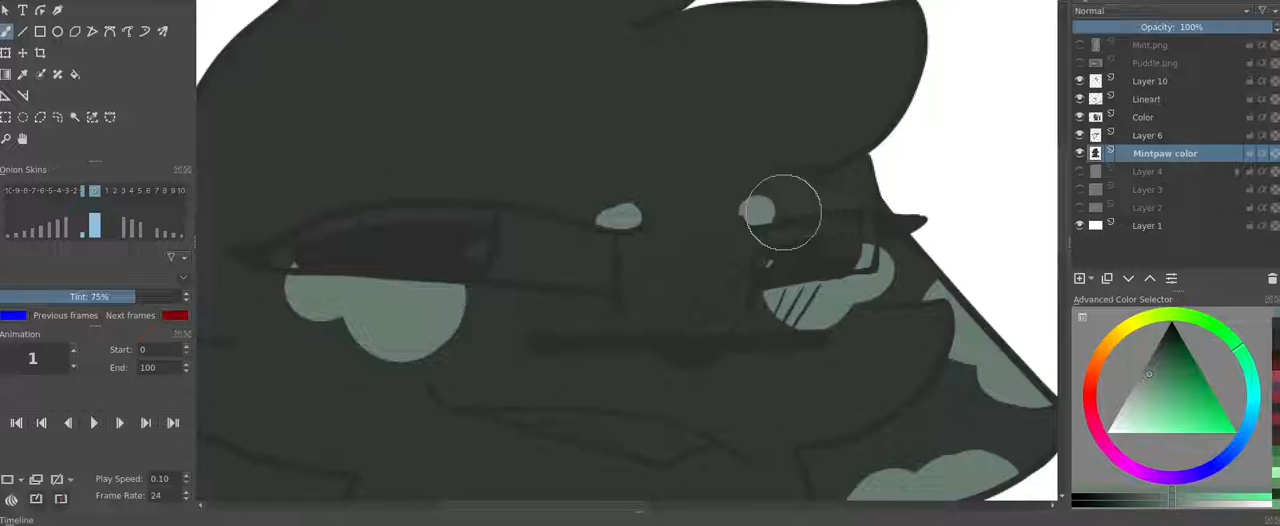 T
Onion Skins
-10-9-8-7-6-5-4-3-2-1 0 1 2 3 4 5 6 7 8 9 10
Tint: 75%
Previous frames Next frames
Animation
1
Start: 0
End: 100
Play Speed: 0.10
Frame Rate: 24
Timeline
Normal
Opacity: 100%
Mint.png
Puddle.png
Layer 10
Lineart
Color
Layer 6
Mintpaw color
Layer 4
Layer 3
Layer 2
Layer 1
Advanced Color Selector